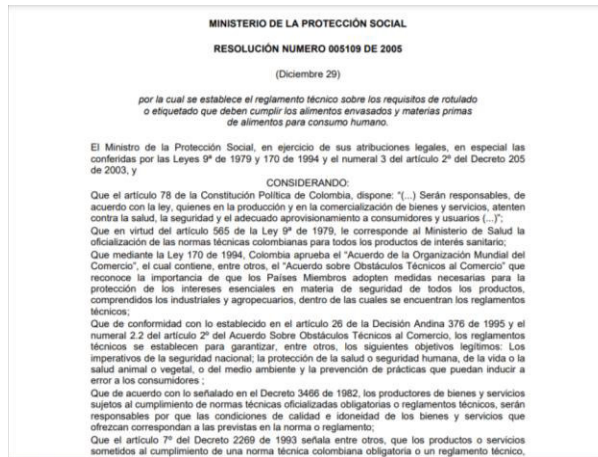 MINISTERIO DE LA PROTECCIÓN SOCIAL
RESOLUCIÓN NUMERO 005109 DE 2005
(Diciembre 29)
por la cual se establece el reglamento técnico sobre los requisitos de rotulado
o etiquetado que deben cumplir los alimentos envasados y materias primas
de alimentos para consumo humano.
El Ministro de la Protección Social, en ejercicio de sus atribuciones legales, en especial las
conferidas por las Leyes 9ª de 1979 y 170 de 1994 y el numeral 3 del artículo 2º del Decreto 205
de 2003, y
CONSIDERANDO:
Que el artículo 78 de la Constitución Política de Colombia, dispone: “(...) Serán responsables, de
acuerdo con la ley, quienes en la producción y en la comercialización de bienes y servicios, atenten
contra la salud, la seguridad y el adecuado aprovisionamiento a consumidores y usuarios (...)”;
Que en virtud del artículo 565 de la Ley 9ª de 1979, le corresponde al Ministerio de Salud la
oficialización de las normas técnicas colombianas para todos los productos de interés sanitario;
Que mediante la Ley 170 de 1994, Colombia aprueba el “Acuerdo de la Organización Mundial del
Comercio”, el cual contiene, entre otros, el “Acuerdo sobre Obstáculos Técnicos al Comercio” que
reconoce la importancia de que los Países Miembros adopten medidas necesarias para la
protección de los intereses esenciales en materia de seguridad de todos los productos,
comprendidos los industriales y agropecuarios, dentro de las cuales se encuentran los reglamentos
técnicos;
Que de conformidad con lo establecido en el artículo 26 de la Decisión Andina 376 de 1995 y el
numeral 2.2 del artículo 2º del Acuerdo Sobre Obstáculos Técnicos al Comercio, los reglamentos
técnicos se establecen para garantizar, entre otros, los siguientes objetivos legítimos: Los
imperativos de la seguridad nacional; la protección de la salud o seguridad humana, de la vida o la
salud animal o vegetal, o del medio ambiente y la prevención de prácticas que puedan inducir a
error a los consumidores ;
Que de acuerdo con lo señalado en el Decreto 3466 de 1982, los productores de bienes y servicios
sujetos al cumplimiento de normas técnicas oficializadas obligatorias o reglamentos técnicos, serán
responsables por que las condiciones de calidad e idoneidad de los bienes y servicios que
ofrezcan correspondan a las previstas en la norma o reglamento;
Que el artículo 7º del Decreto 2269 de 1993 señala entre otros, que los productos o servicios
sometidos al cumplimiento de una norma técnica colombiana obligatoria o un reglamento técnico,